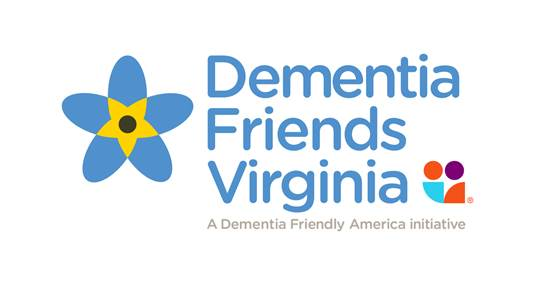 Dementia
Friends
Virginia
®
A Dementia Friendly America initiative